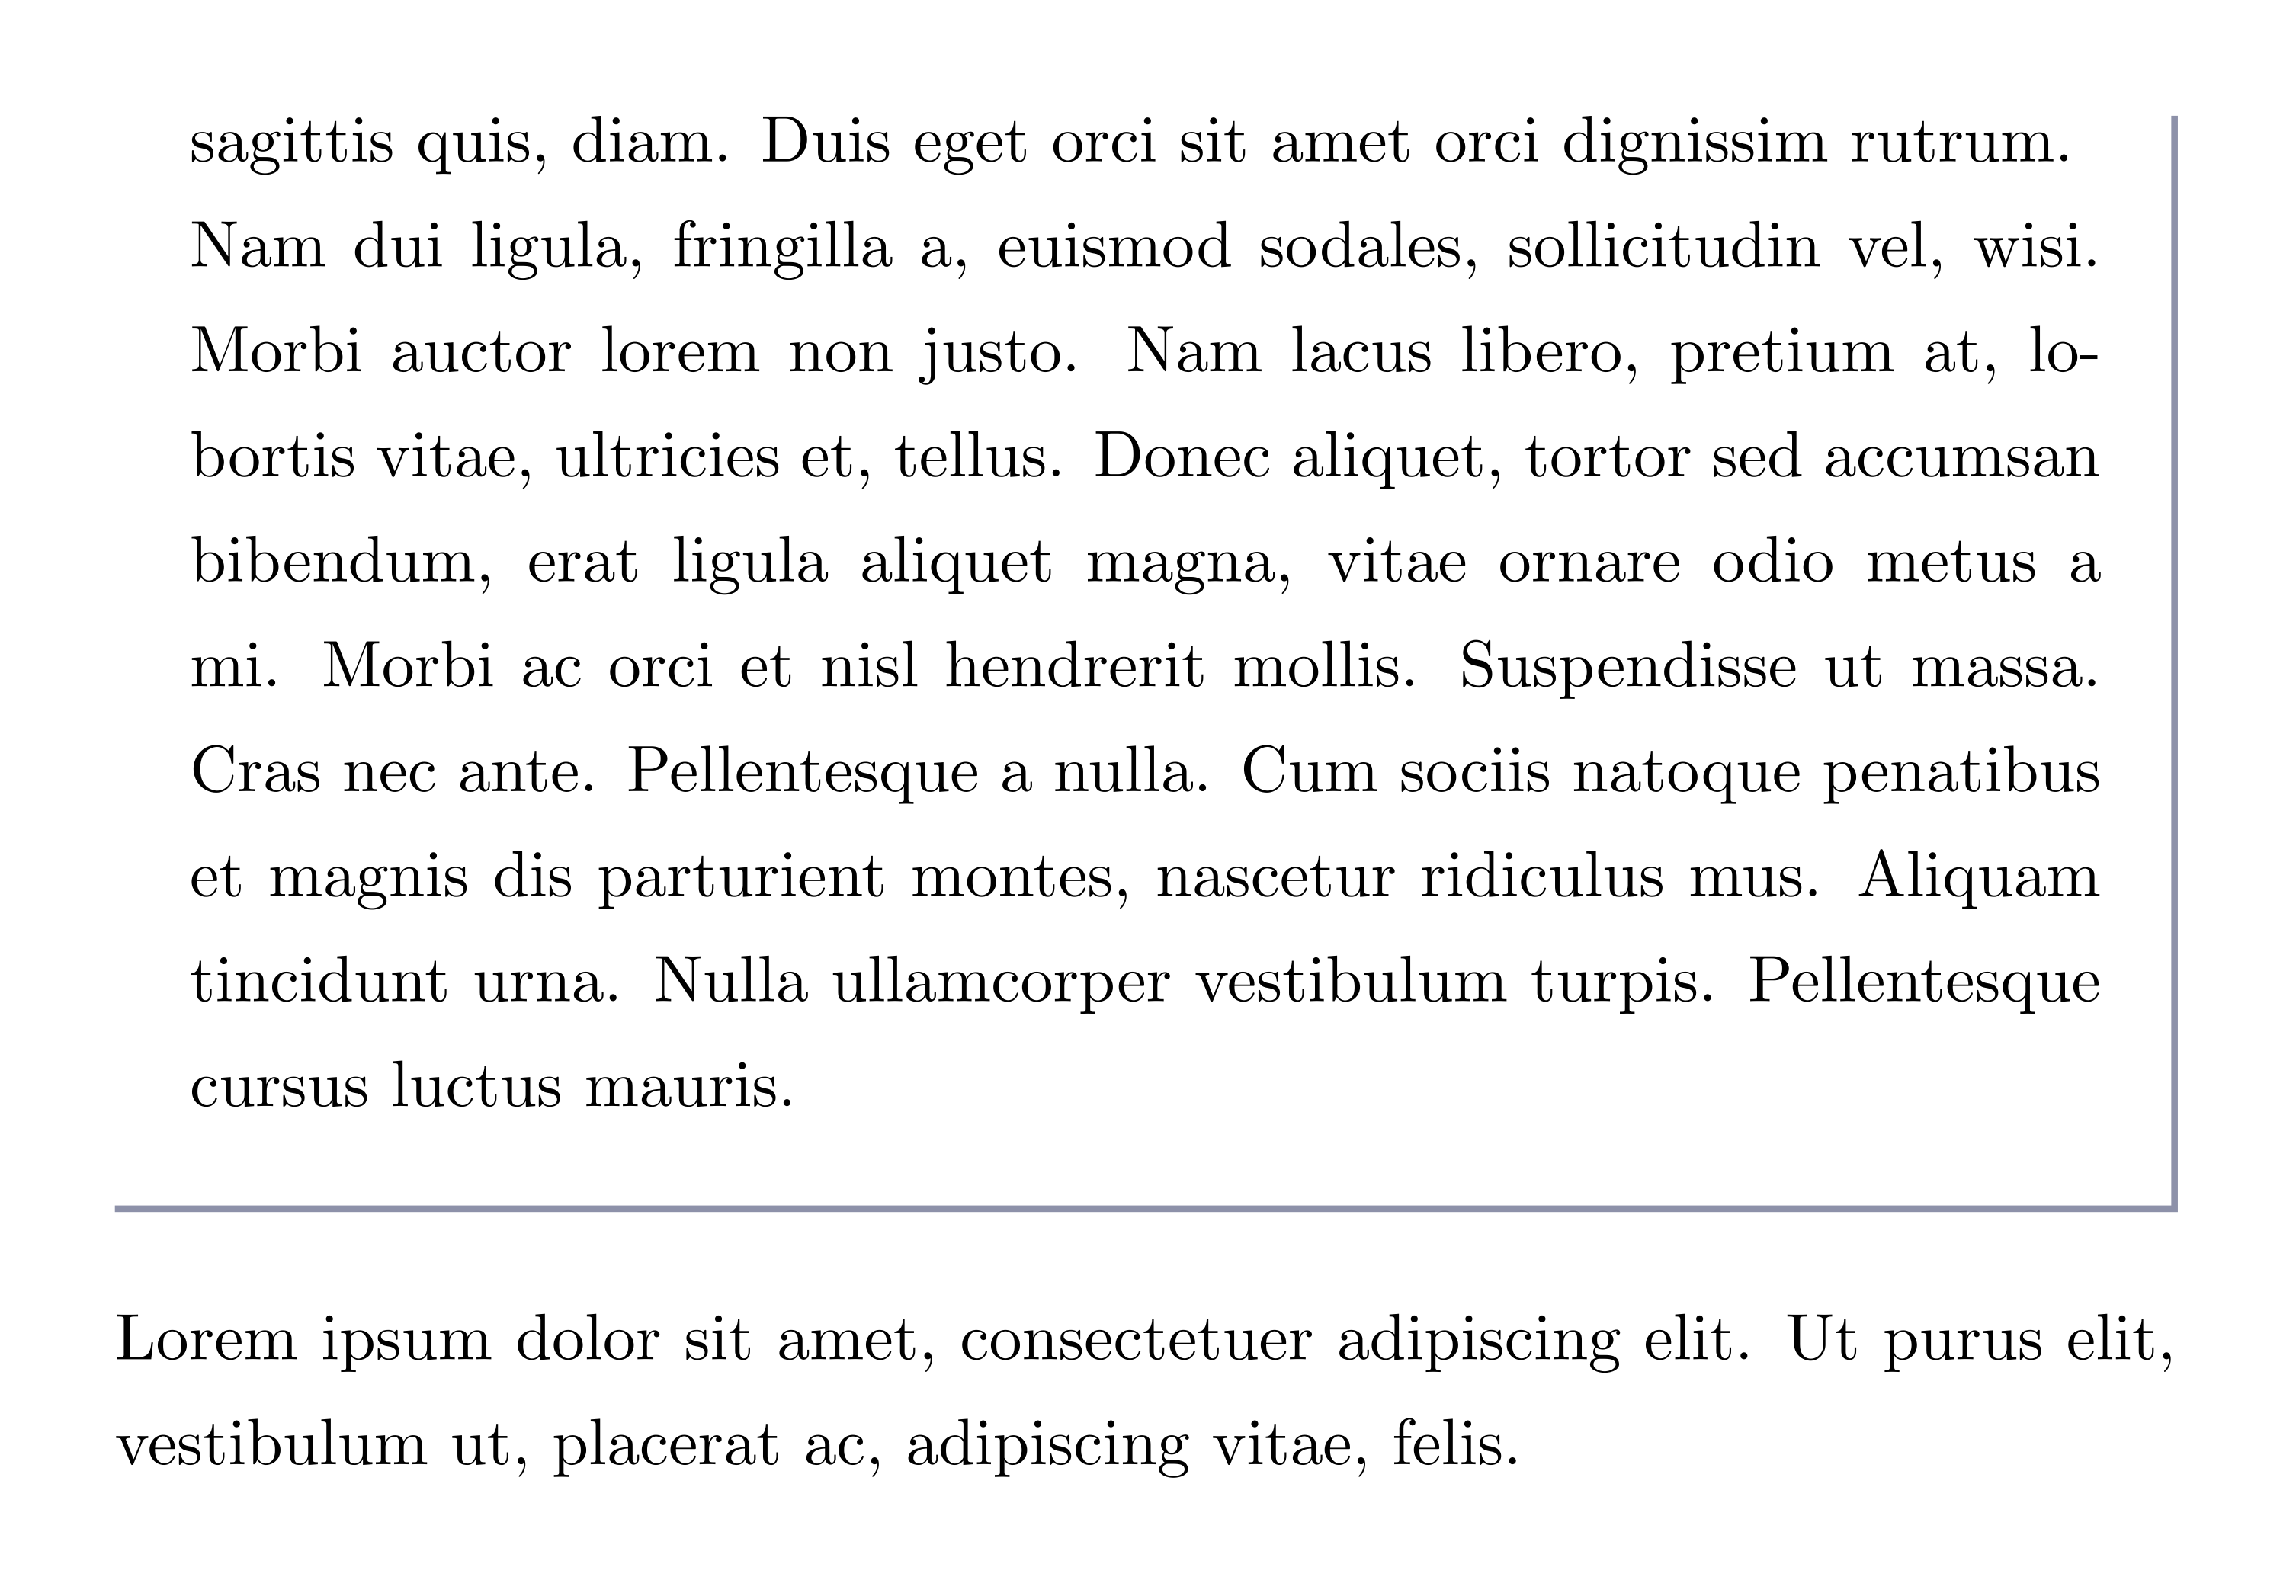 sagittis quis, diam. Duis eget orci sit amet orci dignissim rutrum.
Nam dui ligula, fringilla a, euismod sodales, sollicitudin vel, wisi.
Morbi auctor lorem non justo. Nam lacus libero, pretium at, lo-
bortis vitae, ultricies et, tellus. Donec aliquet, tortor sed accumsan
bibendum, erat ligula aliquet magna, vitae ornare odio metus a
mi. Morbi ac orci et nisl hendrerit mollis. Suspendisse ut massa.
Cras nec ante. Pellentesque a nulla. Cum sociis natoque penatibus
et magnis dis parturient montes, nascetur ridiculus mus. Aliquam
tincidunt urna. Nulla ullamcorper vestibulum turpis. Pellentesque
cursus luctus mauris.
Lorem ipsum dolor sit amet, consectetuer adipiscing elit. Ut purus elit,
vestibulum ut, placerat ac, adipiscing vitae, felis.